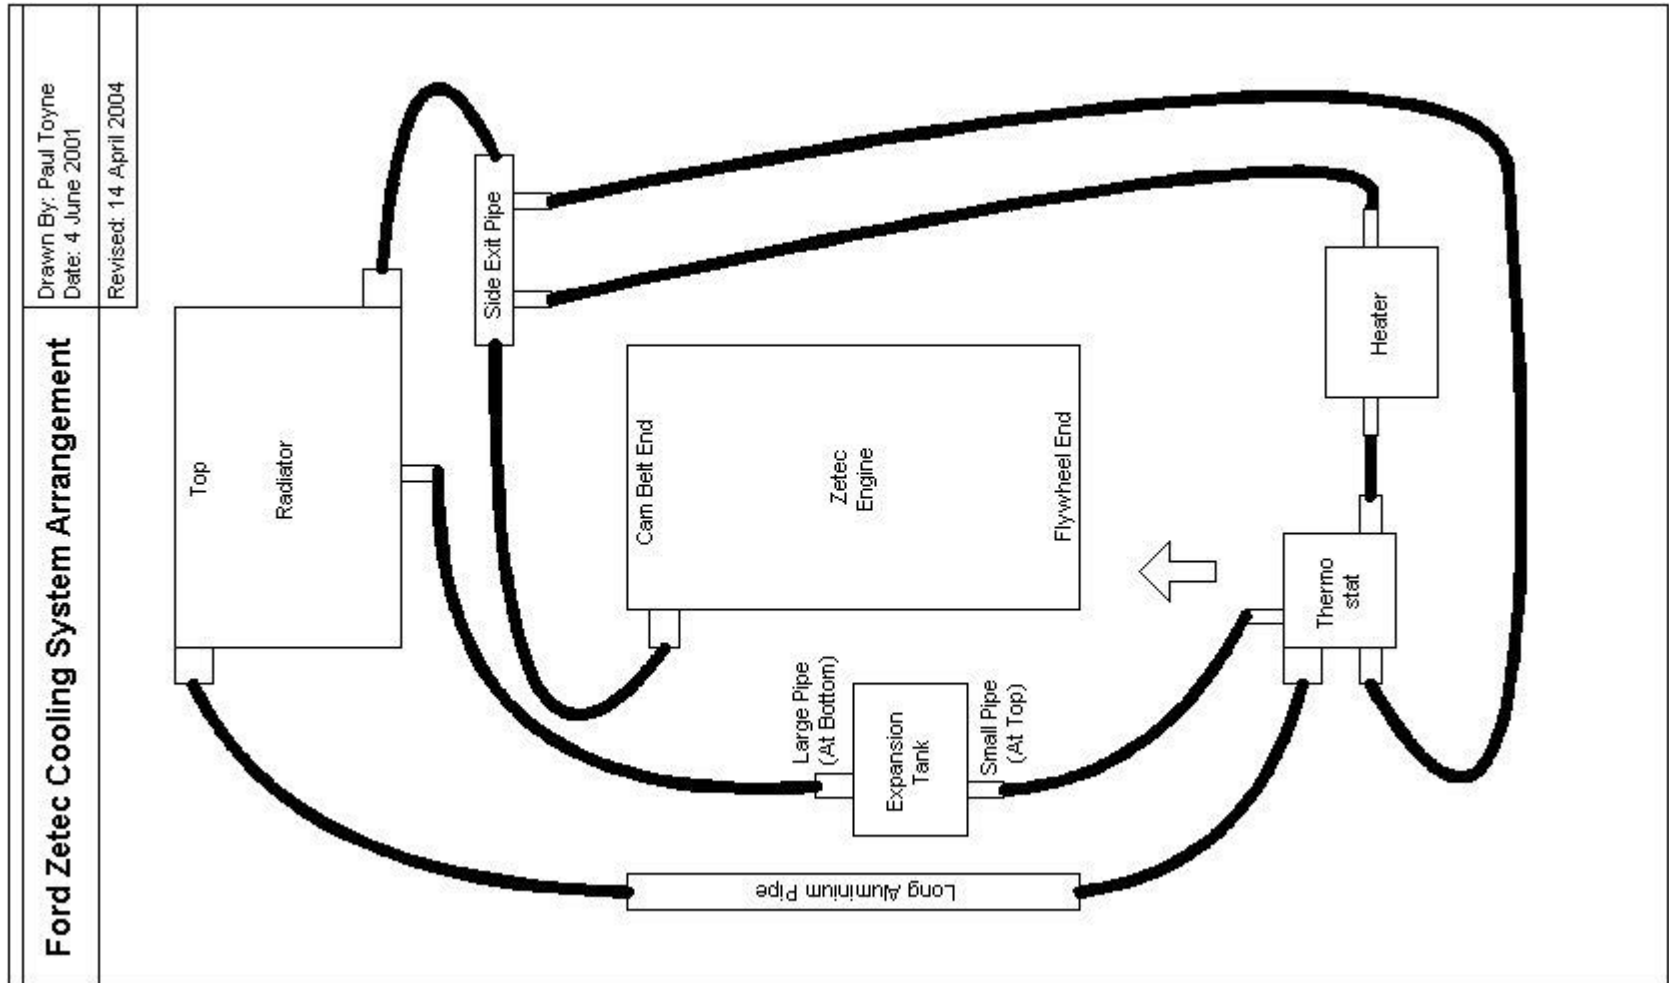 Ford Zetec Cooling System Arrangement
Drawn By: Paul Toyne
Date: 4 June 2001
Revised: 14 April 2004
Top
Radiator
Side Exit Pipe
Cam Belt End
Zetec
Engine
Flywheel End
Heater
Thermo
stat
Large Pipe
(At Bottom)
Expansion
Tank
Small Pipe
(At Top)
Long Aluminium Pipe